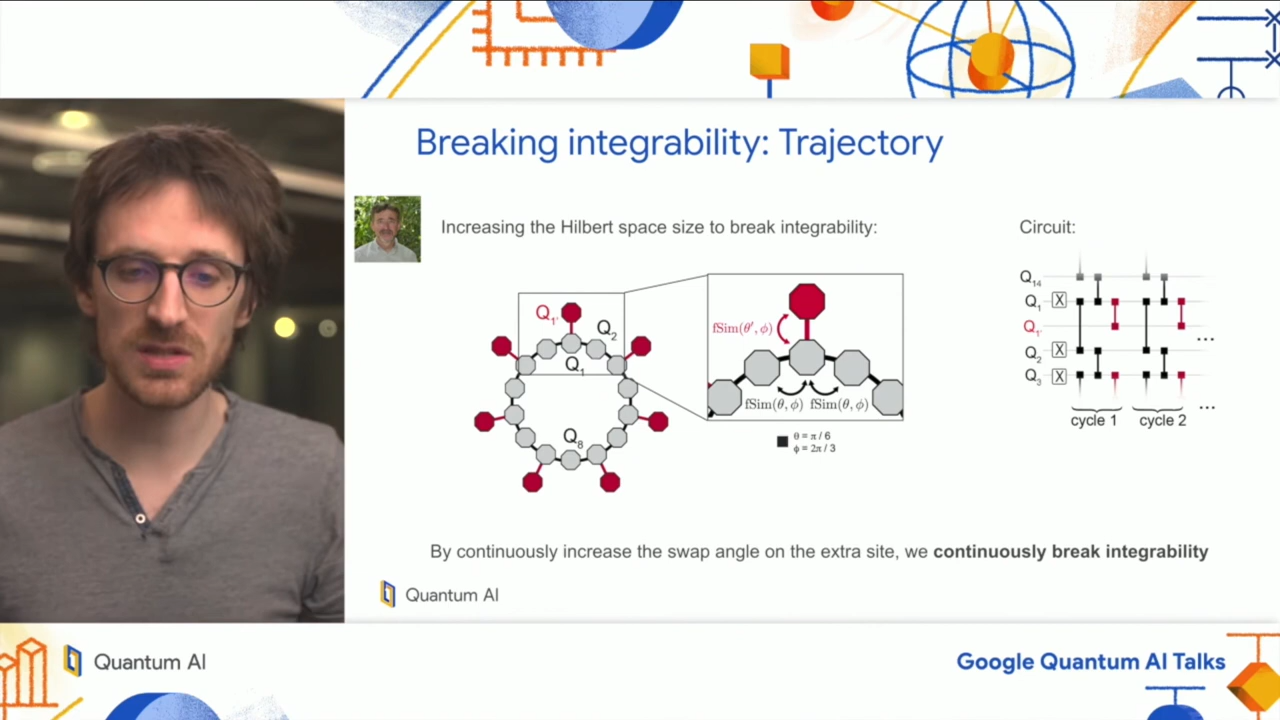 Breaking integrability: Trajectory
Increasing the Hilbert space size to break integrability:
Circuit:
Q1'
Q2
Q1
Q8
fSim(θ′, ϕ)
fSim(θ, ϕ) fSim(θ, ϕ)
θ = π / 6
ϕ = 2π / 3
Q14
Q1 X
Q1'
Q2 X
Q3 X
...
...
cycle 1 cycle 2
By continuously increase the swap angle on the extra site, we continuously break integrability
Quantum AI
Quantum AI
Google Quantum AI Talks